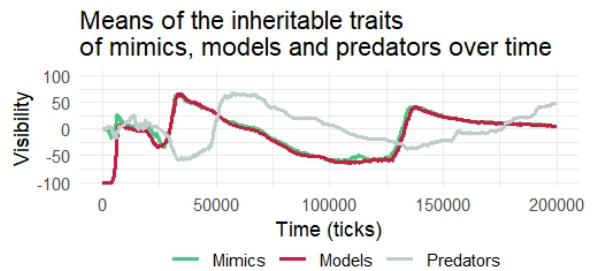 Means of the inheritable traits
of mimics, models and predators over time
Visibility
100
50
0
-50
-100
0 50000 100000 150000 200000
Time (ticks)
Mimics Models Predators